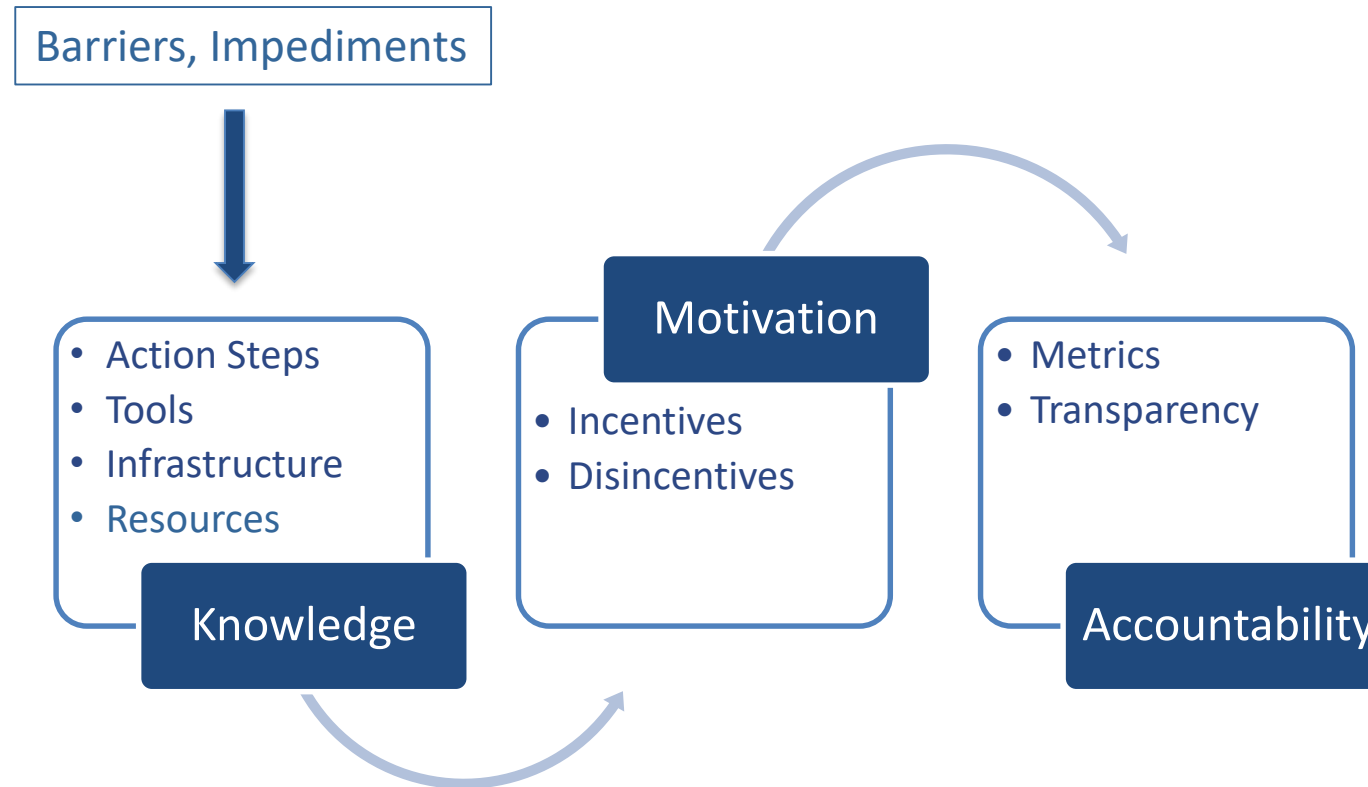 Barriers, Impediments
• Action Steps
• Tools
• Infrastructure
• Resources
Knowledge
Motivation
• Incentives
• Disincentives
• Metrics
• Transparency
Accountability